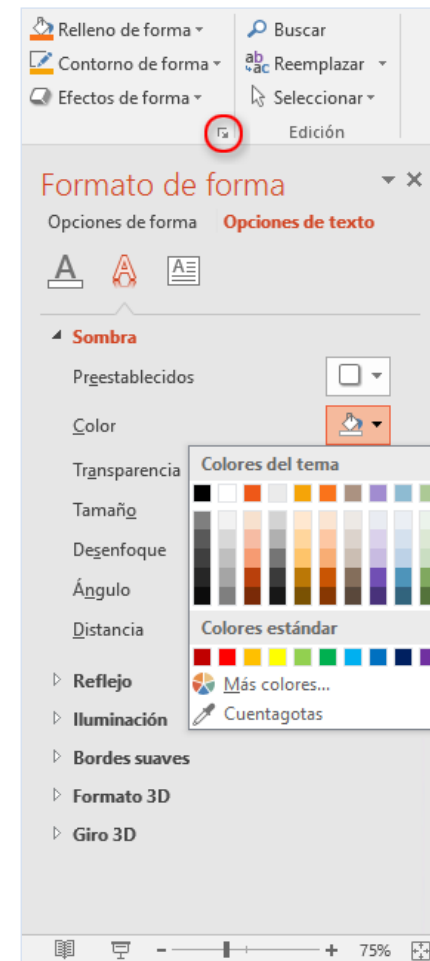 Relleno de forma
Buscar
Contorno de forma
ab ac Reemplazar
Efectos de forma
Seleccionar
Edición
Formato de forma
Opciones de forma Opciones de texto
A A A
Sombra
Preestablecidos
Color
Transparencia
Colores del tema
Tamaño
Desenfoque
Ángulo
Distancia
Colores estándar
Reflejo
Más colores...
Iluminación
Cuentagotas
Bordes suaves
Formato 3D
Giro 3D
- + 75%